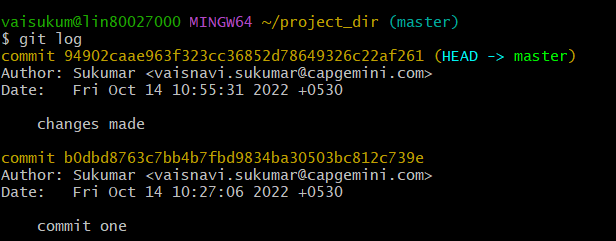 vaisukum@lin80027000 MINGW64 ~/project_dir (master)
$ git log
commit 94902caae963f323cc36852d78649326c22af261 (HEAD -> master)
Author: Sukumar <vaisnavi.sukumar@capgemini.com>
Date:   Fri Oct 14 10:55:31 2022 +0530
    changes made
commit b0dbd8763c7bb4b7fbd9834ba30503bc812c739e
Author: Sukumar <vaisnavi.sukumar@capgemini.com>
Date:   Fri Oct 14 10:27:06 2022 +0530
    commit one